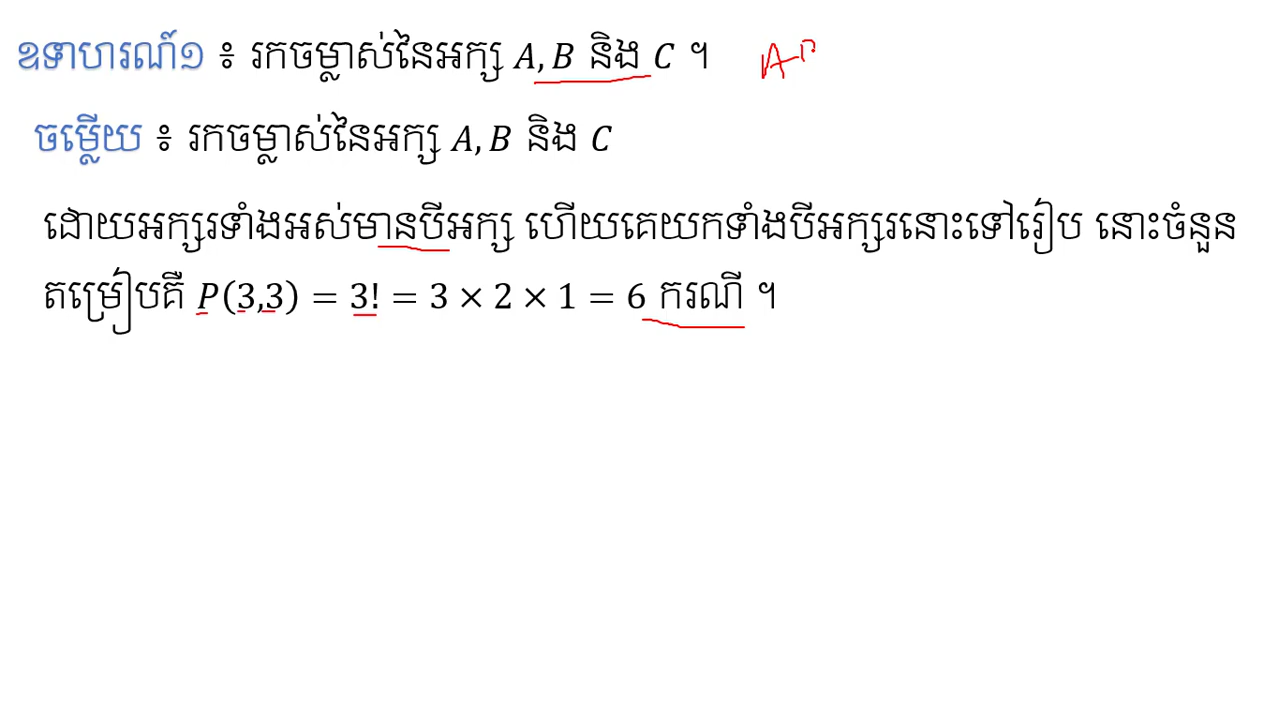 ឧទាហរណ៍១ ៖ រកចម្លាស់នៃអក្ស A, B និង C ។
ចម្លើយ ៖ រកចម្លាស់នៃអក្ស A, B និង C
ដោយអក្សរទាំងអស់មានបីអក្ស ហើយគេយកទាំងបីអក្សរនោះទៅរៀប នោះចំនួន
តម្រៀបគឺ P(3,3) = 3! = 3 × 2 × 1 = 6 ករណី ។